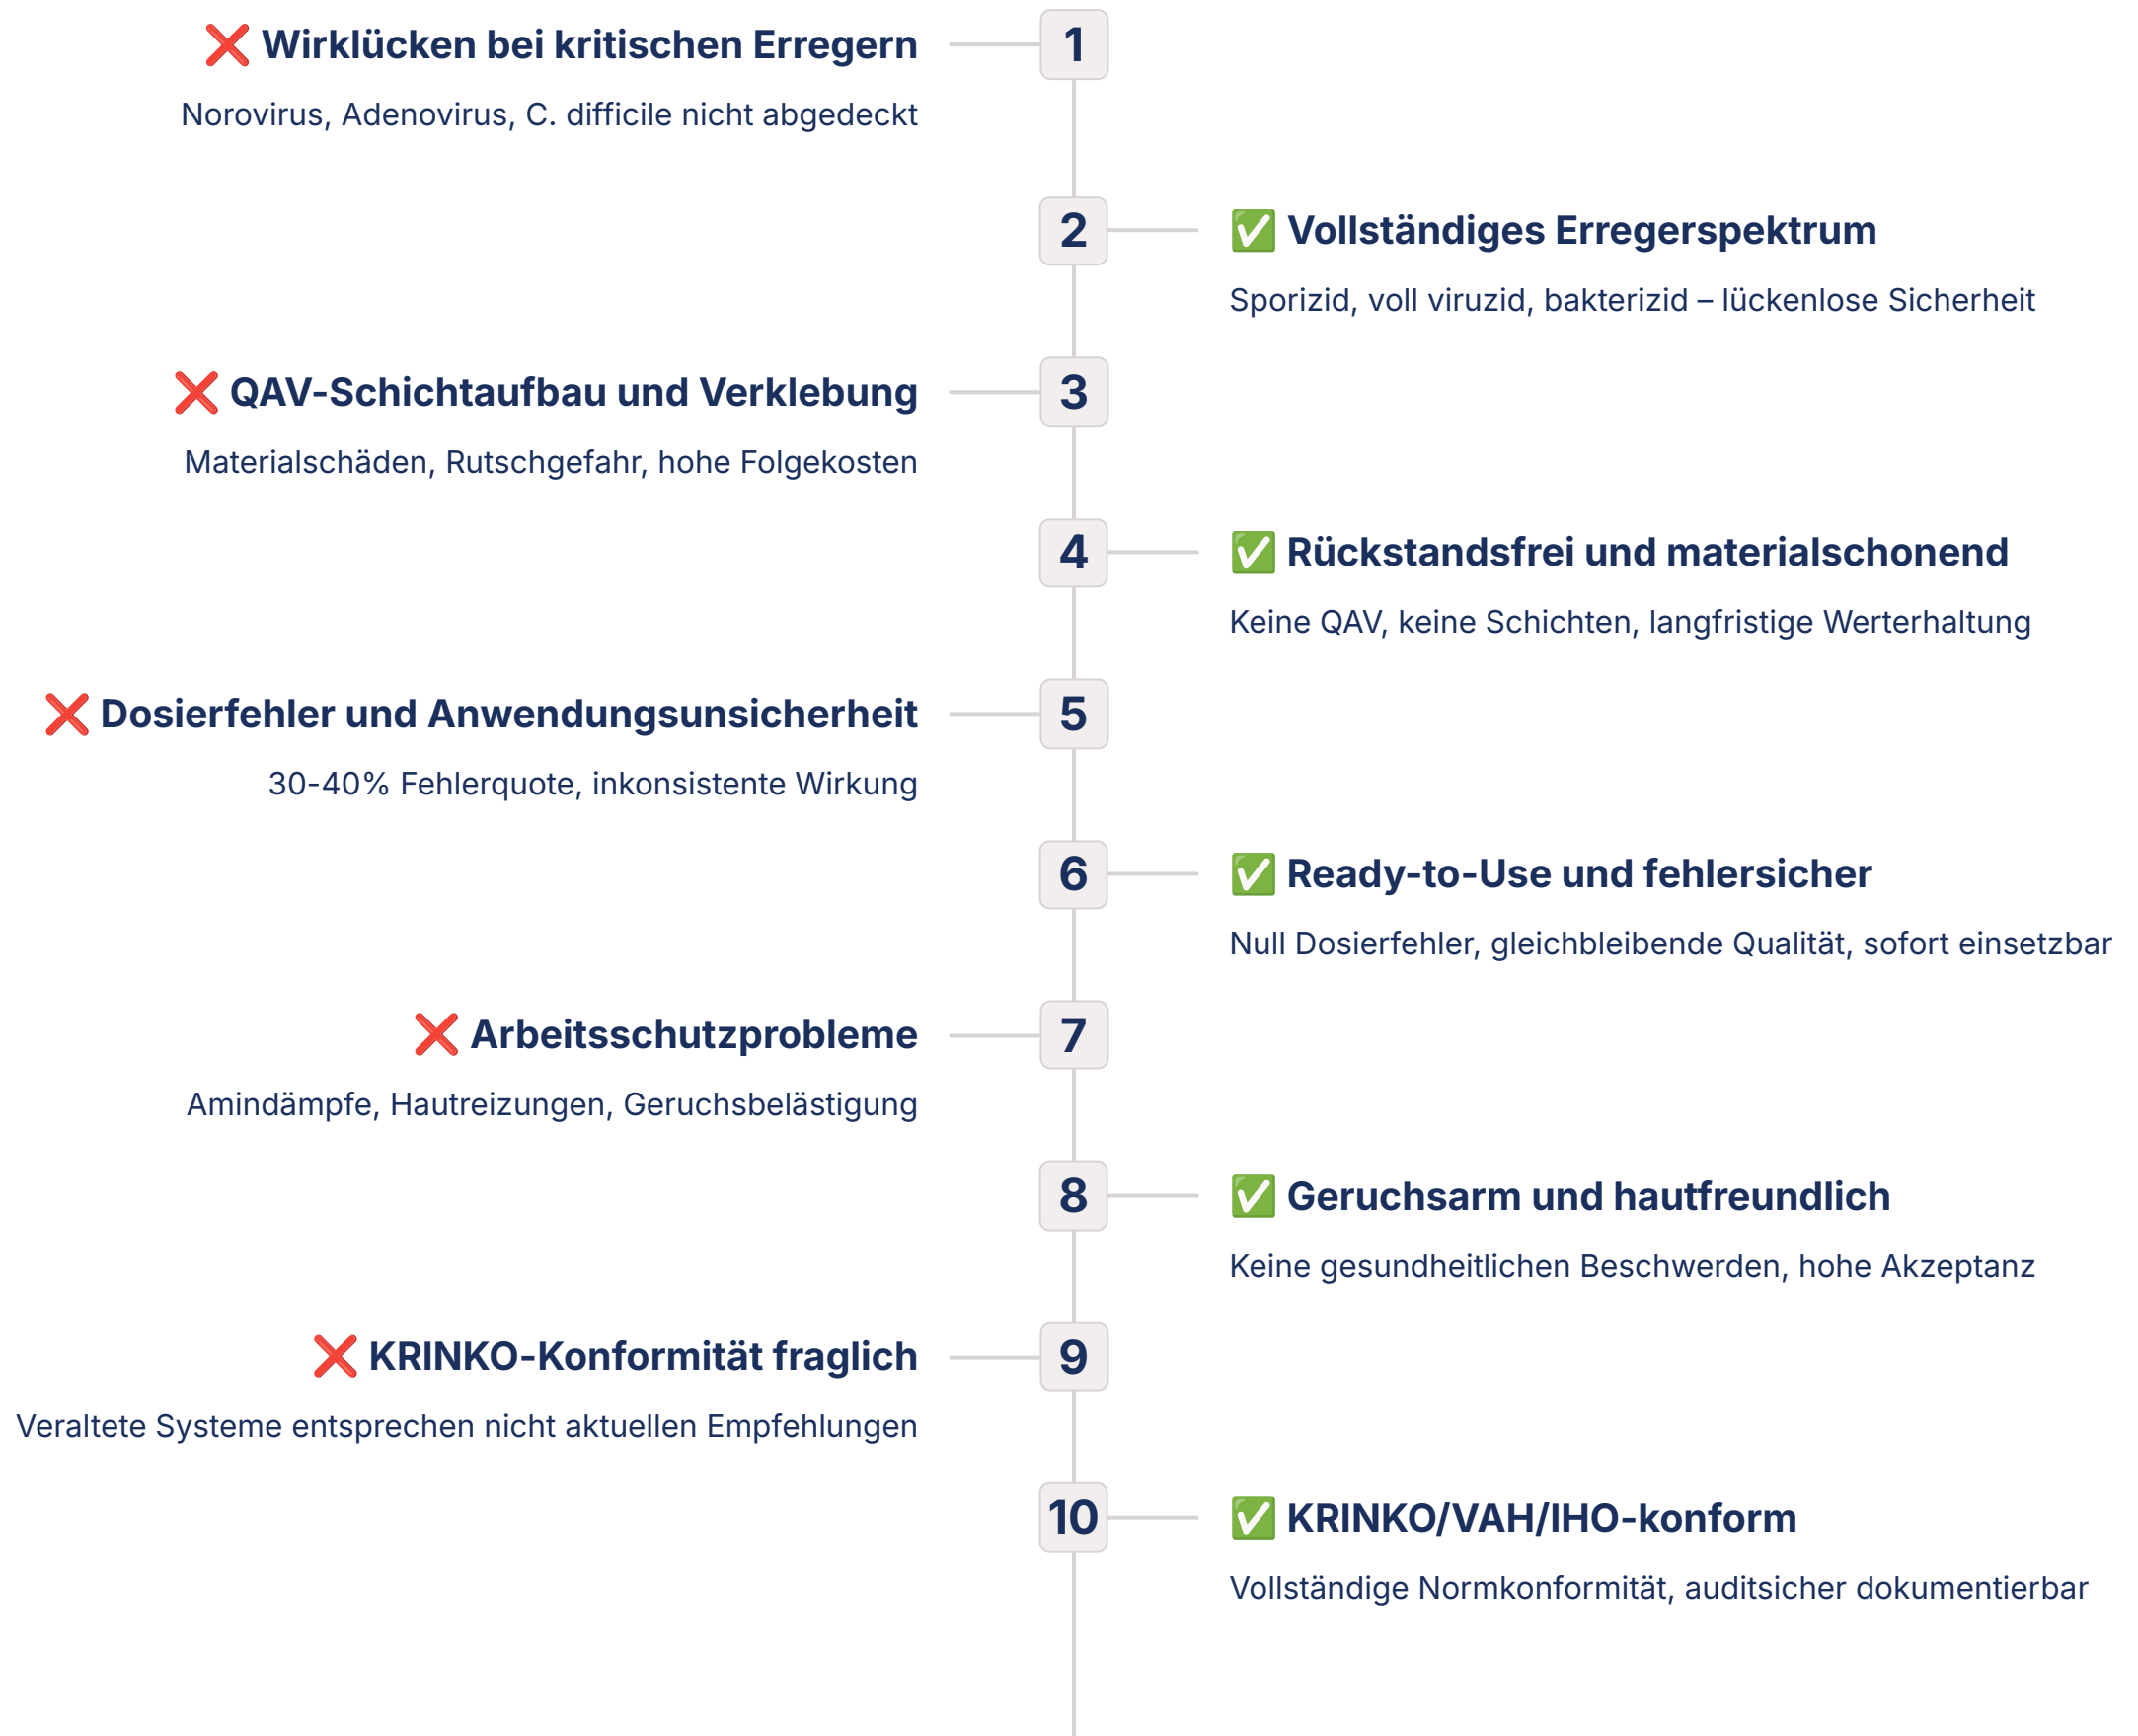 ❌ Wirklücken bei kritischen Erregern
1
Norovirus, Adenovirus, C. difficile nicht abgedeckt
2
✅ Vollständiges Erregerspektrum
Sporizid, voll viruzid, bakterizid – lückenlose Sicherheit
❌ QAV-Schichtaufbau und Verklebung
3
Materialschäden, Rutschgefahr, hohe Folgekosten
4
✅ Rückstandsfrei und materialschonend
Keine QAV, keine Schichten, langfristige Werterhaltung
❌ Dosierfehler und Anwendungsunsicherheit
5
30-40% Fehlerquote, inkonsistente Wirkung
6
✅ Ready-to-Use und fehlersicher
Null Dosierfehler, gleichbleibende Qualität, sofort einsetzbar
❌ Arbeitsschutzprobleme
7
Amindämpfe, Hautreizungen, Geruchsbelästigung
8
✅ Geruchsarm und hautfreundlich
Keine gesundheitlichen Beschwerden, hohe Akzeptanz
❌ KRINKO-Konformität fraglich
9
Veraltete Systeme entsprechen nicht aktuellen Empfehlungen
10
✅ KRINKO/VAH/IHO-konform
Vollständige Normkonformität, auditsicher dokumentierbar